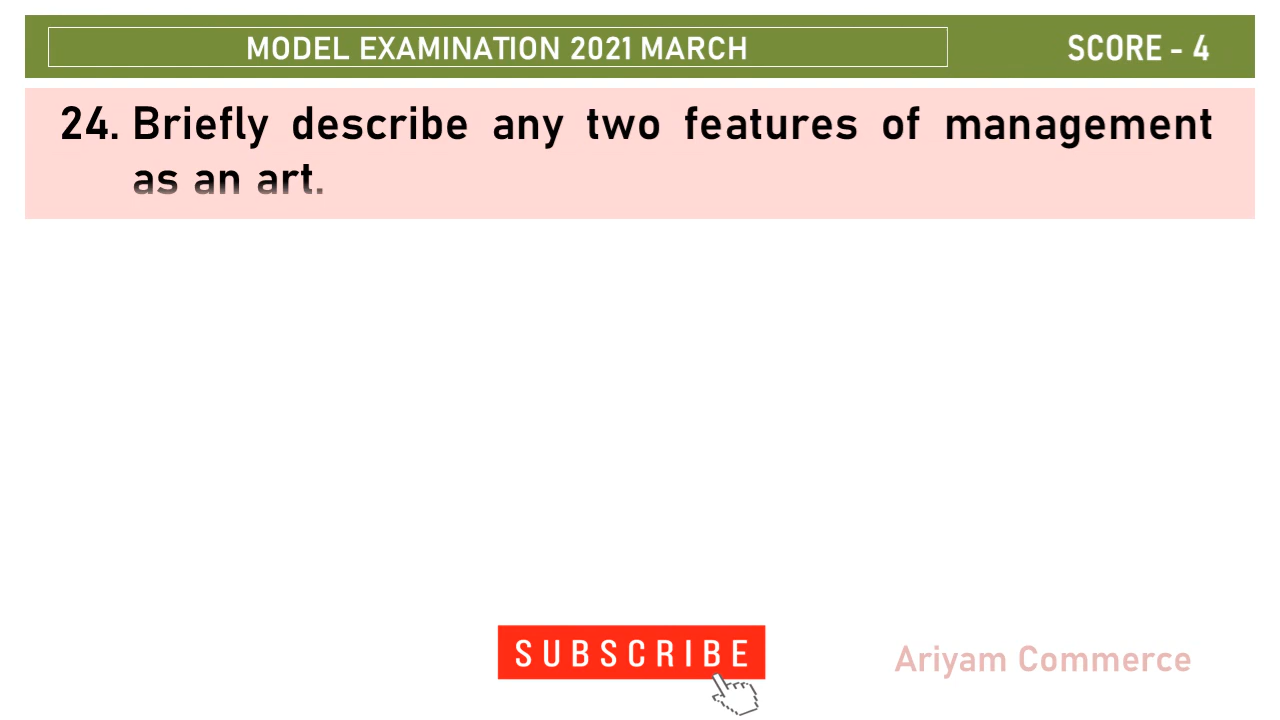 MODEL EXAMINATION 2021 MARCH SCORE - 4
24. Briefly describe any two features of management
as an art.
SUBSCRIBE
Ariyam Commerce